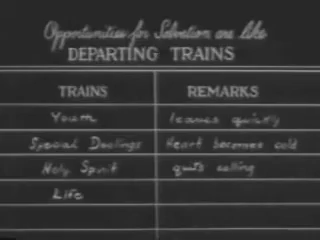 Opportunities for Salvation are like
DEPARTING TRAINS
TRAINS REMARKS
Youth leaves quickly
Special Dealings Heart becomes cold
Holy Spirit quits calling
Life